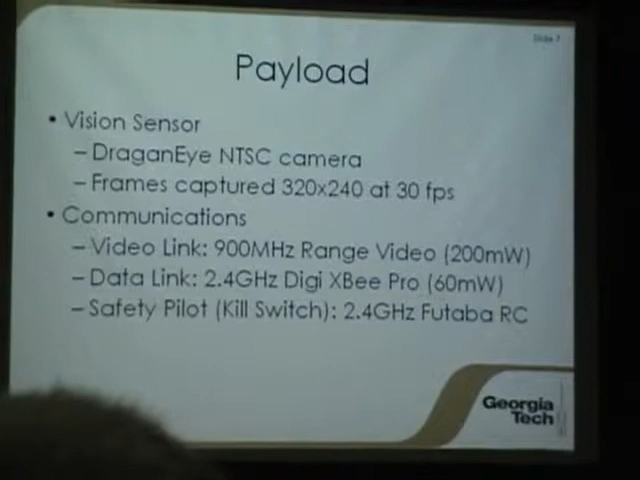 Slide 7
Payload
• Vision Sensor
– DraganEye NTSC camera
– Frames captured 320x240 at 30 fps
• Communications
– Video Link: 900MHz Range Video (200mW)
– Data Link: 2.4GHz Digi XBee Pro (60mW)
– Safety Pilot (Kill Switch): 2.4GHz Futaba RC
Georgia
Tech